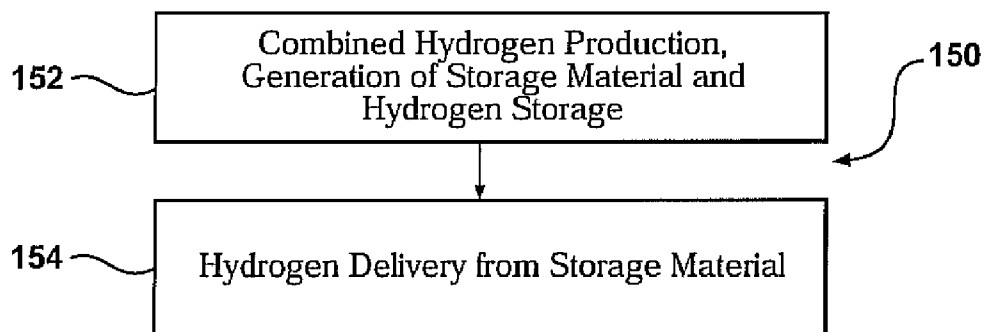 Combined Hydrogen Production,
Generation of Storage Material and
Hydrogen Storage
152
150
154
Hydrogen Delivery from Storage Material